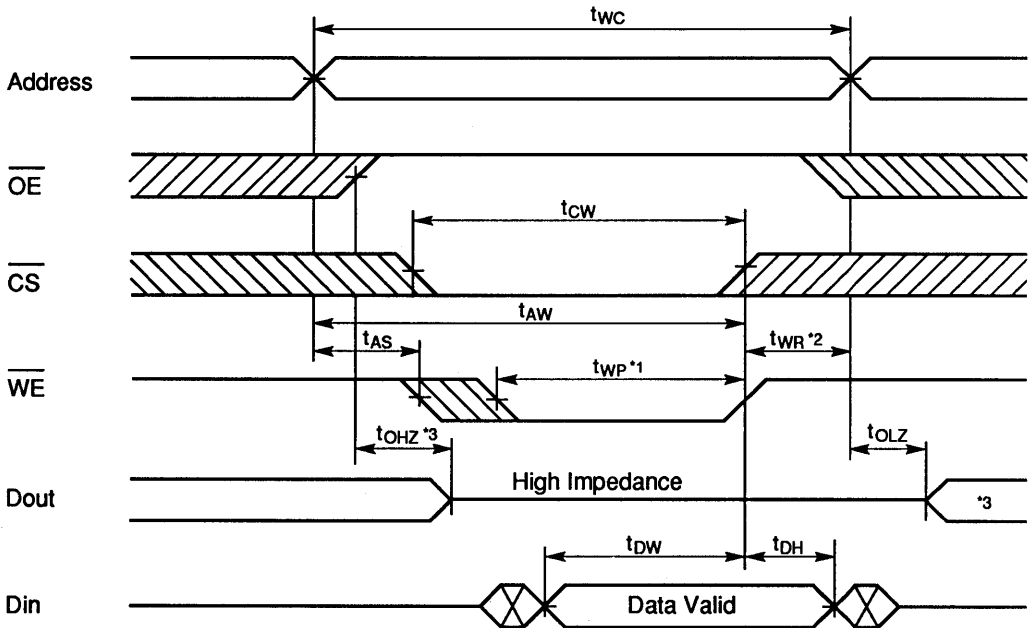 tWC
Address
OE
tCW
CS
tAW
tAS
tWR *2
WE
tWP *1
tOHZ *3
tOLZ
Dout
High Impedance
*3
tDW
tDH
Din
Data Valid